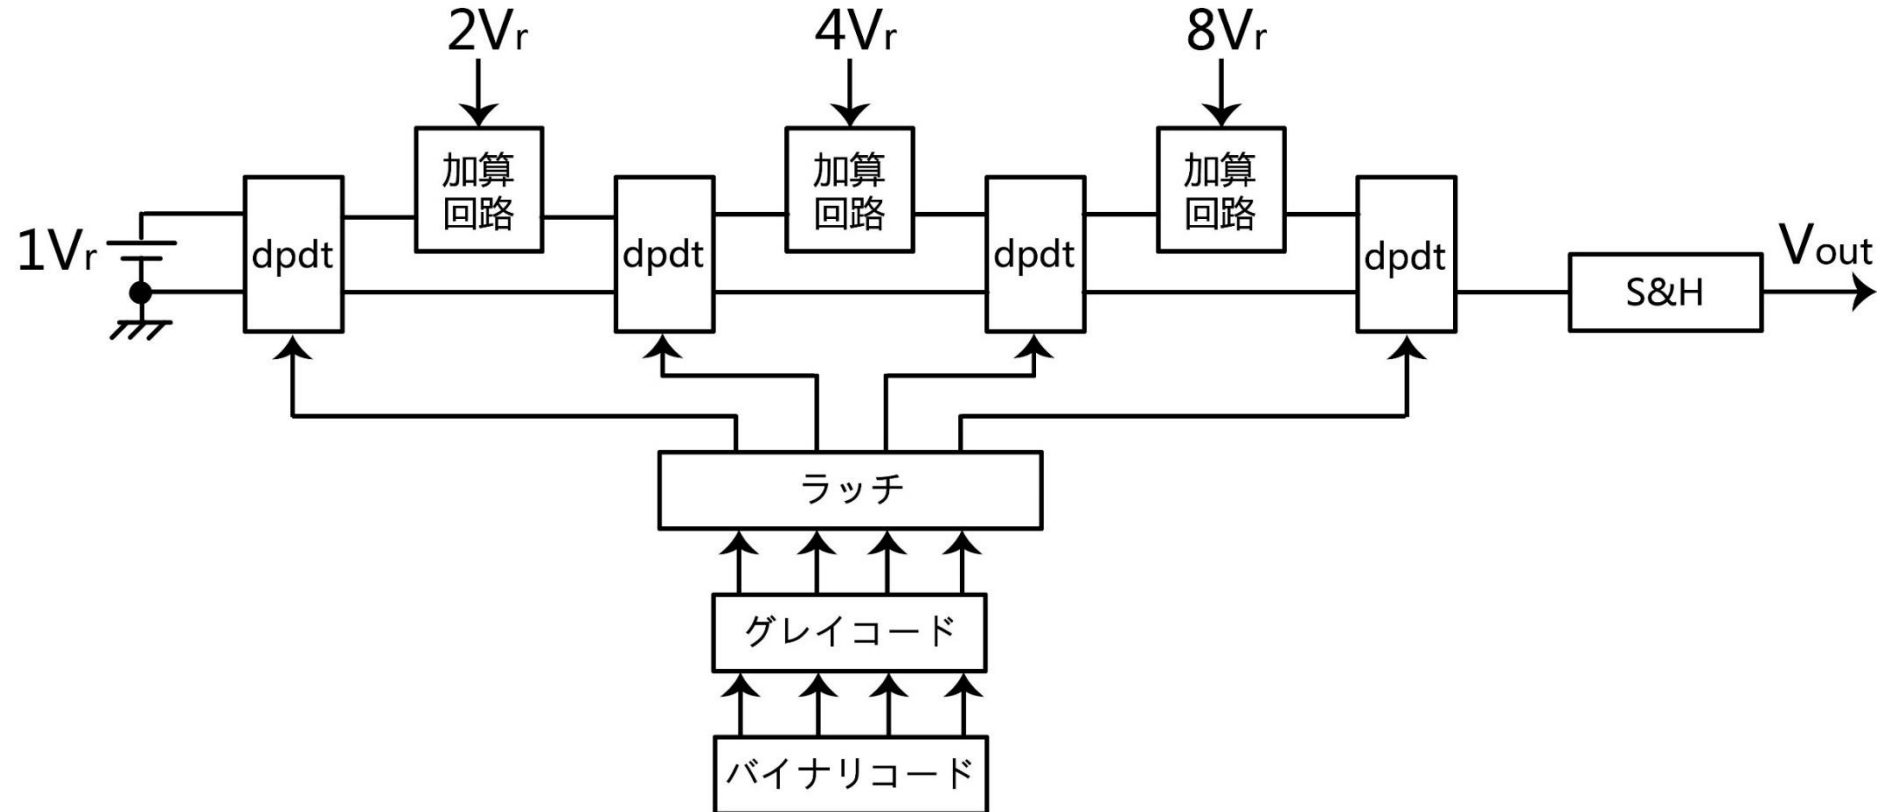 2Vr
4Vr
8Vr
加算
回路
加算
回路
加算
回路
1Vr
dpdt
dpdt
dpdt
dpdt
S&H
Vout
ラッチ
グレイコード
バイナリコード